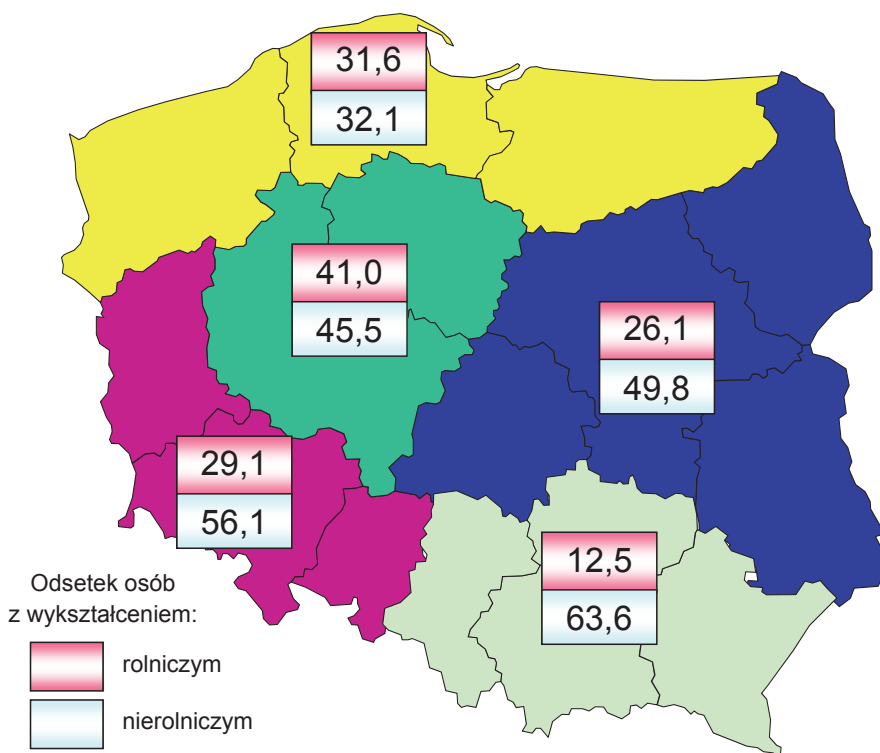 31,6
32,1
41,0
45,5
26,1
49,8
29,1
56,1
12,5
63,6
Odsetek osób
z wykształceniem:
rolniczym
nierolniczym